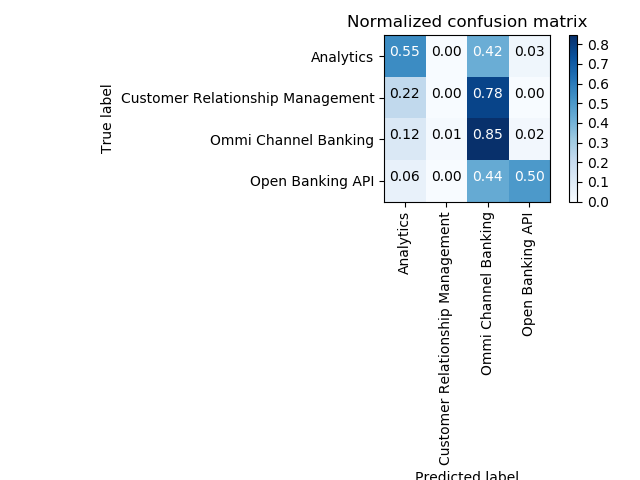 Normalized confusion matrix
True label
Analytics 0.55 0.00 0.42 0.03
Customer Relationship Management 0.22 0.00 0.78 0.00
Ommi Channel Banking 0.12 0.01 0.85 0.02
Open Banking API 0.06 0.00 0.44 0.50
Analytics
Customer Relationship Management
Ommi Channel Banking
Open Banking API
Predicted label
0.8
0.7
0.6
0.5
0.4
0.3
0.2
0.1
0.0